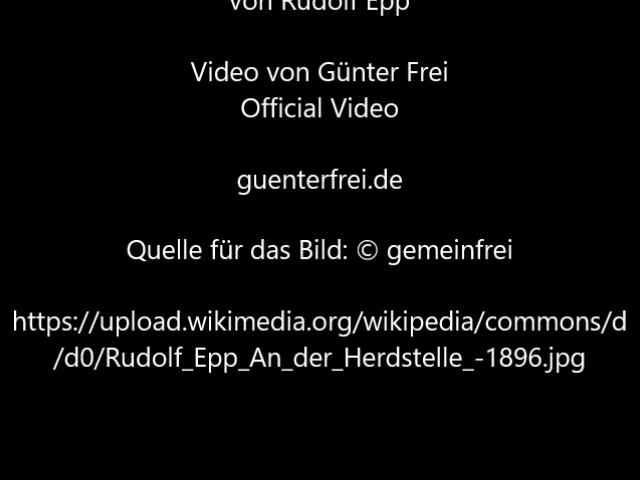 von Rudolf Epp
Video von Günter Frei
Official Video
guenterfrei.de
Quelle für das Bild: © gemeinfrei
https://upload.wikimedia.org/wikipedia/commons/d
/d0/Rudolf_Epp_An_der_Herdstelle_-1896.jpg